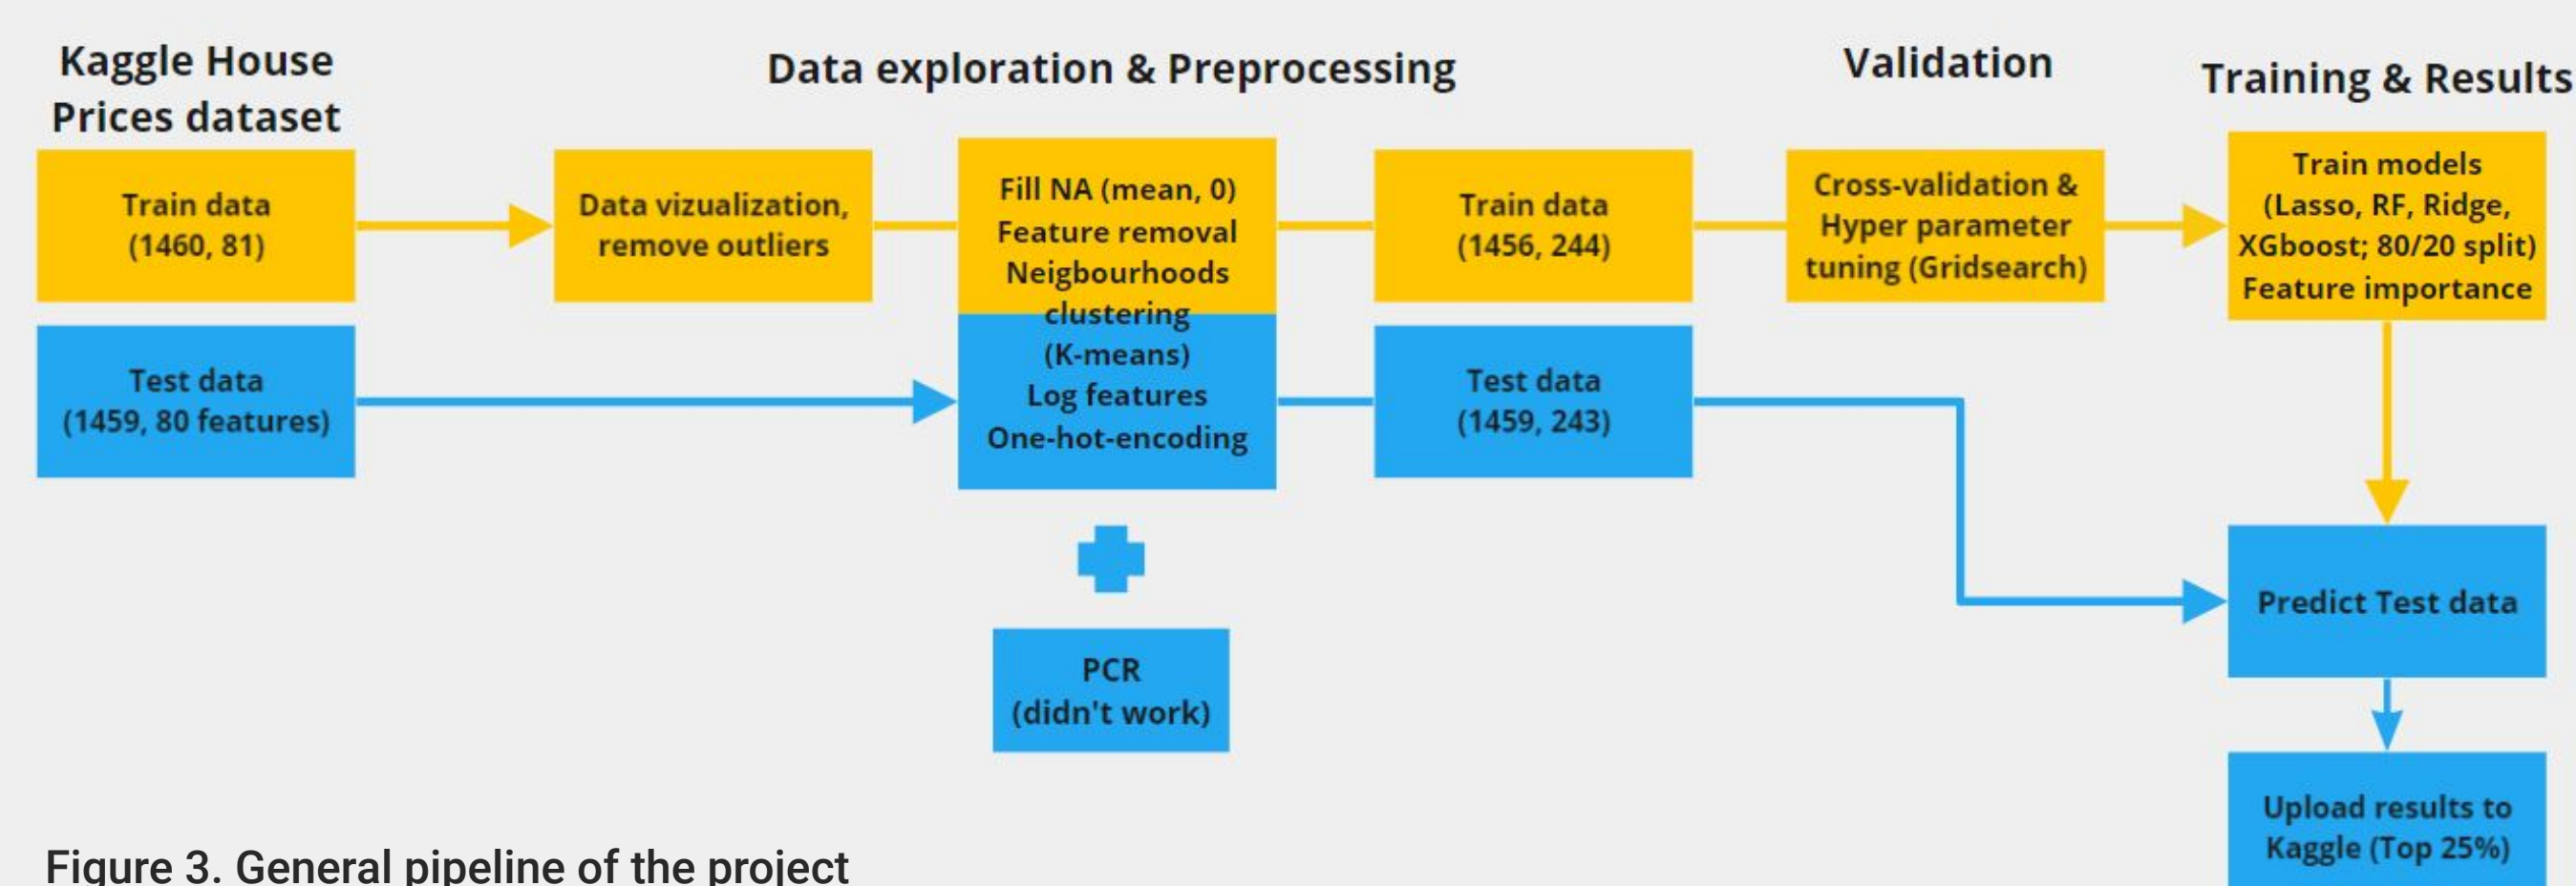 Kaggle House
Prices dataset
Data exploration & Preprocessing
Validation
Training & Results
Train data
(1460, 81)
Data vizualization,
remove outliers
Fill NA (mean, 0)
Feature removal
Neigbourhoods
clustering
(K-means)
Log features
One-hot-encoding
Train data
(1456, 244)
Cross-validation &
Hyper parameter
tuning (Gridsearch)
Train models
(Lasso, RF, Ridge,
XGboost; 80/20 split)
Feature importance
Test data
(1459, 80 features)
Test data
(1459, 243)
PCR
(didn't work)
Predict Test data
Upload results to
Kaggle (Top 25%)
Figure 3. General pipeline of the project